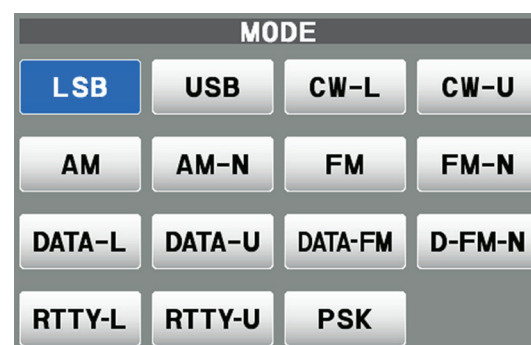 MODE
LSB USB CW-L CW-U
AM AM-N FM FM-N
DATA-L DATA-U DATA-FM D-FM-N
RTTY-L RTTY-U PSK